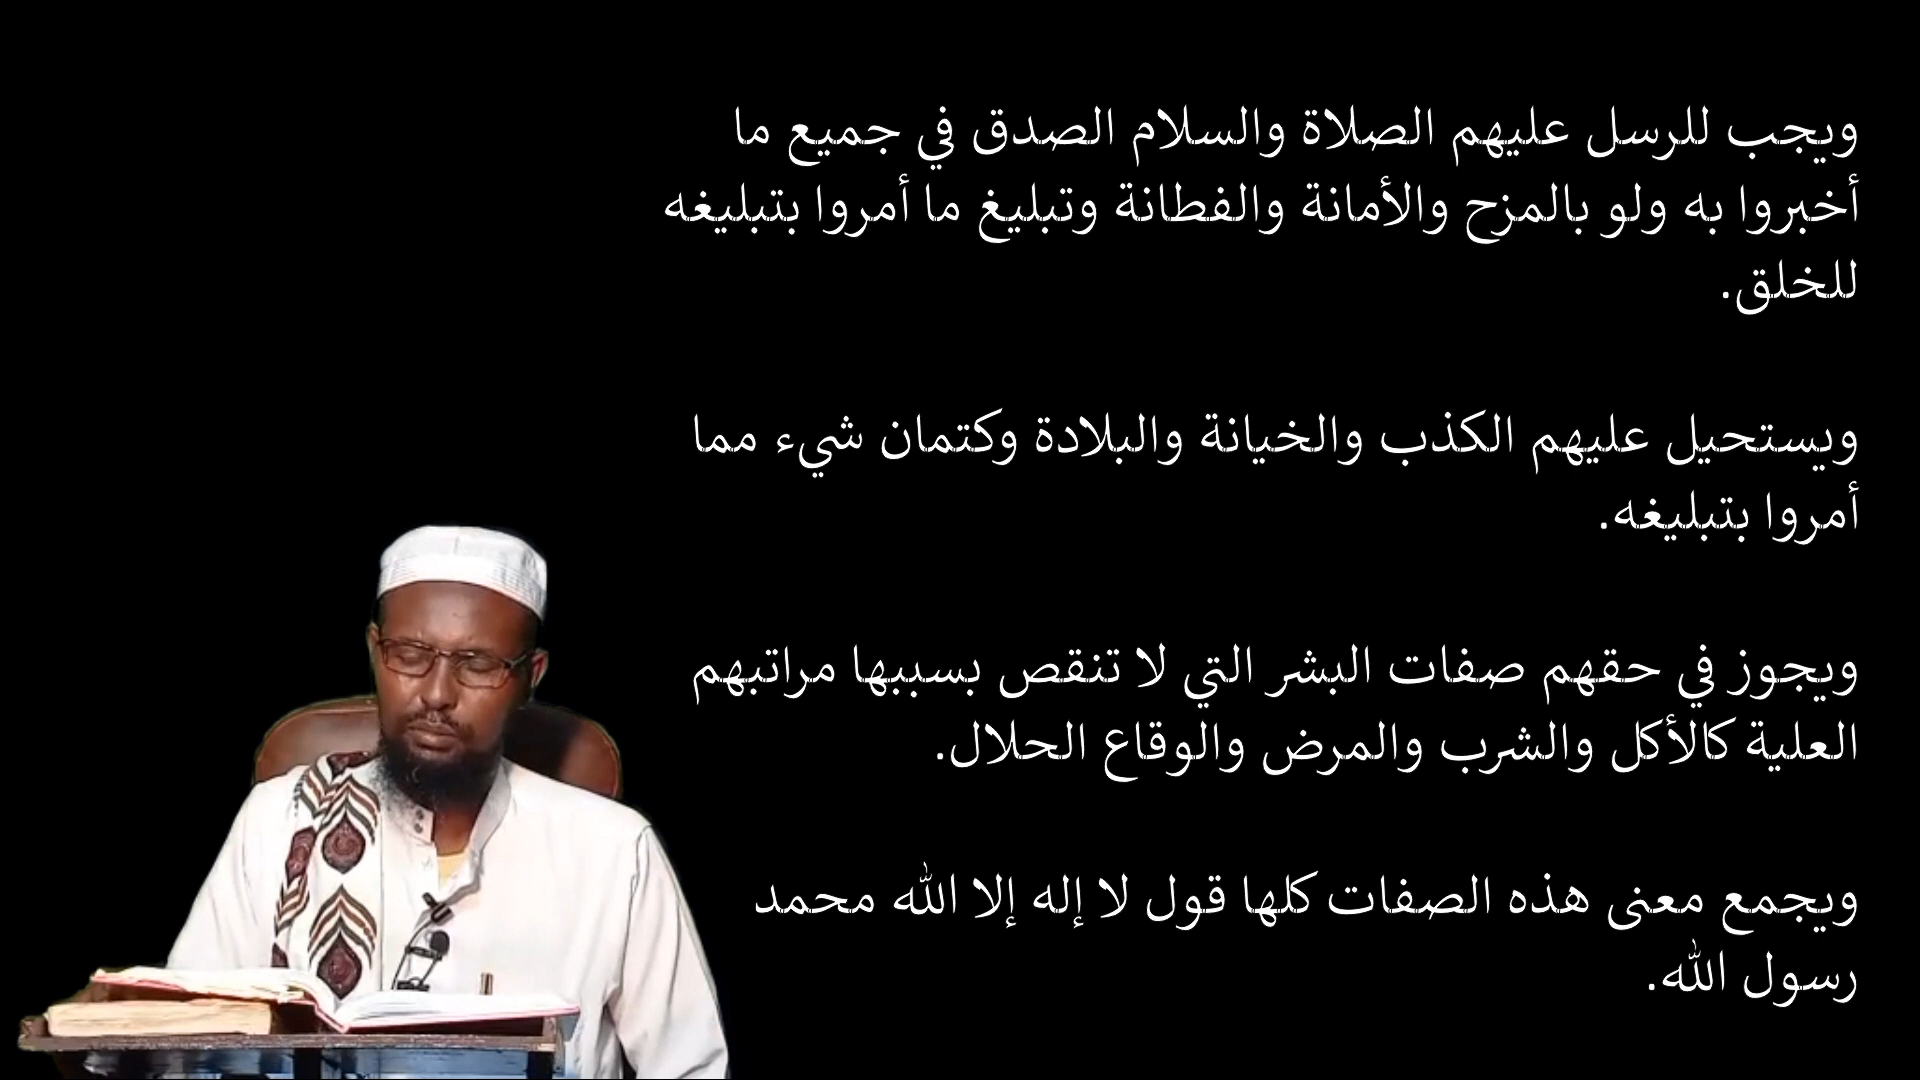 ويجب للرسل عليهم الصلاة والسلام الصدق في جميع ما
أخبروا به ولو بالمزح والأمانة والفطانة وتبليغ ما أمروا بتبليغه
للخلق.
ويستحيل عليهم الكذب والخيانة والبلادة وكتمان شيء مما
أمروا بتبليغه.
ويجوز في حقهم صفات البشر التي لا تنقص بسببها مراتبهم
العلية كالأكل والشرب والمرض والوقاع الحلال.
ويجمع معنى هذه الصفات كلها قول لا إله إلا الله محمد
رسول الله.